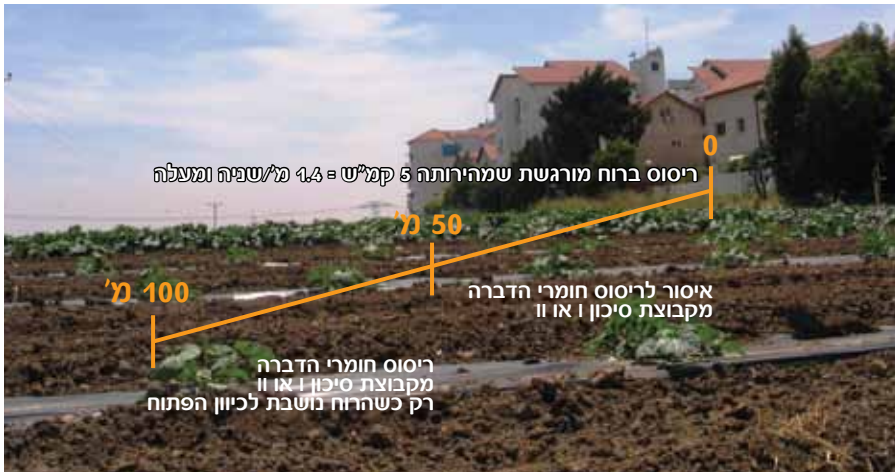 0
ריסוס ברוח מורגשת שמהירותה 5 קמ"ש = 1.4 מ'/שניה ומעלה
50 מ'
100 מ'
איסור לריסוס חומרי הדברה
מקבוצת סיכון I או II
ריסוס חומרי הדברה
מקבוצת סיכון I או II
רק כשהרוח נושבת לכיוון הפתוח